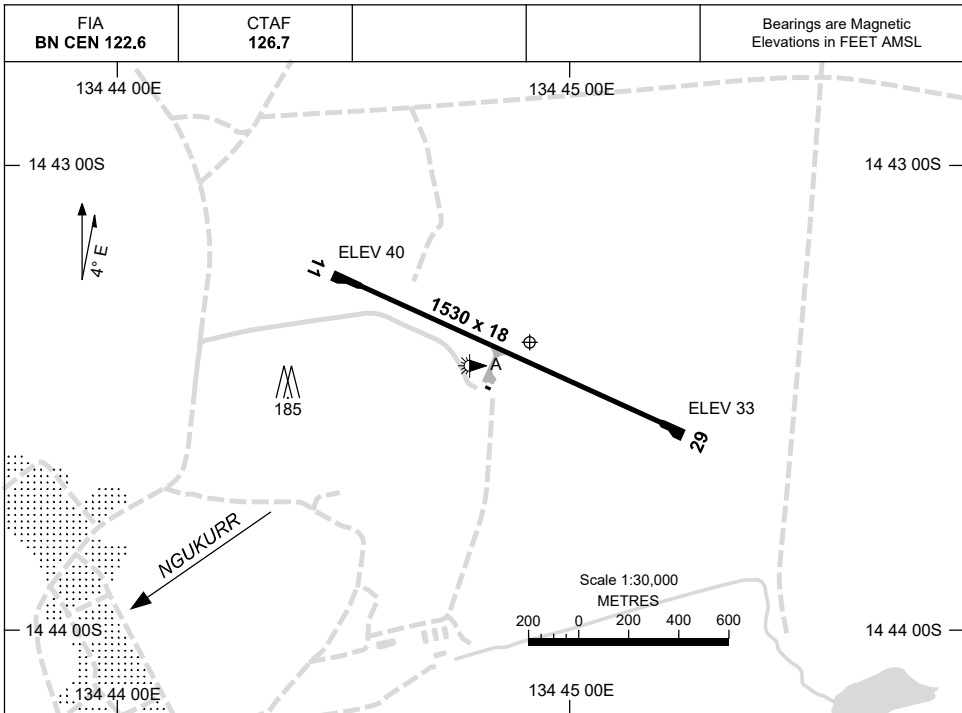 FIA
BN CEN 122.6
CTAF
126.7
Bearings are Magnetic
Elevations in FEET AMSL
134 44 00E
134 45 00E
14 43 00S
14 43 00S
4° E
11
ELEV 40
1530 x 18
A
185
ELEV 33
29
NGUKURR
Scale 1:30,000
METRES
200 0 200 400 600
14 44 00S
14 44 00S
134 44 00E
134 45 00E